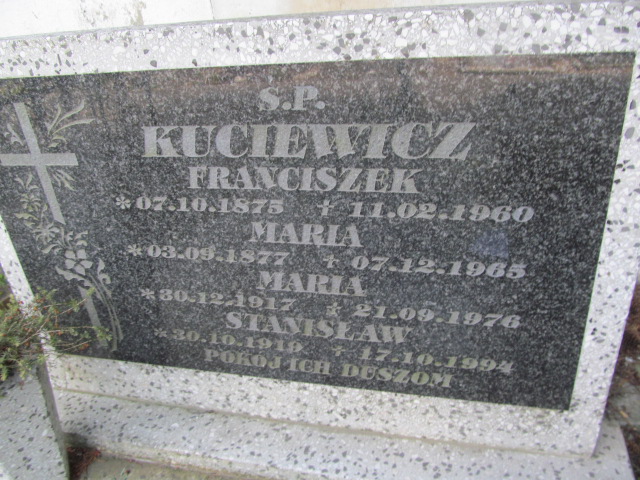 Ś.P.
KUCIEWICZ
FRANCISZEK
*07.10.1875 +11.02.1960
MARIA
*03.09.1877 +07.12.1965
MARIA
*30.12.1917 +21.09.1976
STANISŁAW
*30.10.1919 +17.10.1994
POKÓJ ICH DUSZOM